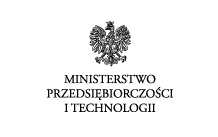 MINISTERSTWO
PRZEDSIĘBIORCZOŚCI
I TECHNOLOGII